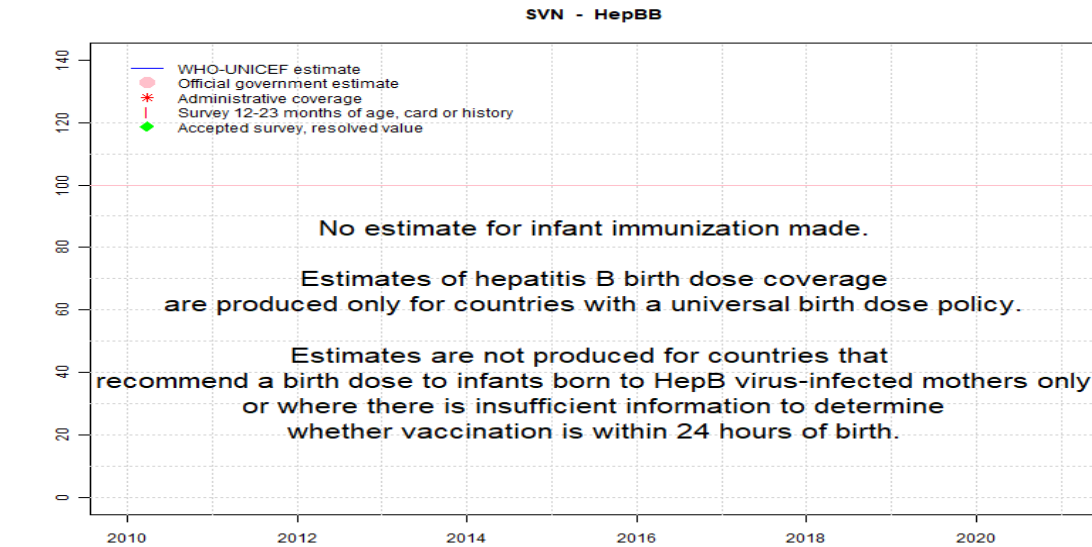 SVN - HepBB
140
120
100
80
60
40
20
0
WHO-UNICEF estimate
Official government estimate
Administrative coverage
Survey 12-23 months of age, card or history
Accepted survey, resolved value
No estimate for infant immunization made.
Estimates of hepatitis B birth dose coverage
are produced only for countries with a universal birth dose policy.
Estimates are not produced for countries that
recommend a birth dose to infants born to HepB virus-infected mothers only
or where there is insufficient information to determine
whether vaccination is within 24 hours of birth.
2010 2012 2014 2016 2018 2020